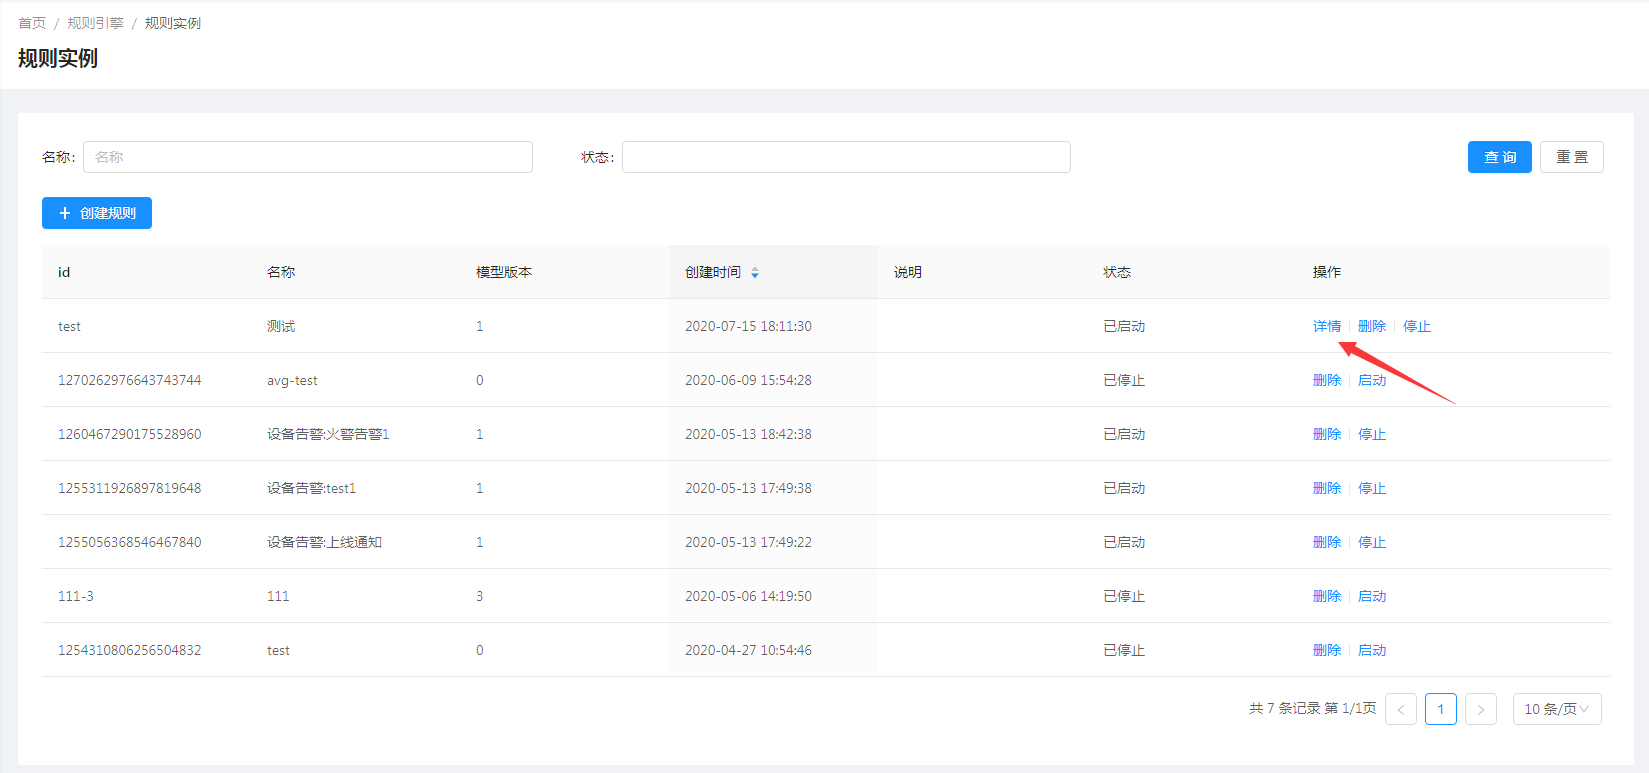 首页 / 规则引擎 / 规则实例
规则实例
名称: 名称 状态: 查 询 重 置
+ 创建规则
id 名称 模型版本 创建时间 说明 状态 操作
test 测试 1 2020-07-15 18:11:30 已启动 详情 删除 停止
1270262976643743744 avg-test 0 2020-06-09 15:54:28 已停止 删除 启动
1260467290175528960 设备告警:火警告警1 1 2020-05-13 18:42:38 已启动 删除 停止
1255311926897819648 设备告警:test1 1 2020-05-13 17:49:38 已启动 删除 停止
1255056368546467840 设备告警:上线通知 1 2020-05-13 17:49:22 已启动 删除 停止
111-3 111 3 2020-05-06 14:19:50 已停止 删除 启动
1254310806256504832 test 0 2020-04-27 10:54:46 已停止 删除 启动
共 7 条记录 第 1/1页 < 1 > 10 条/页